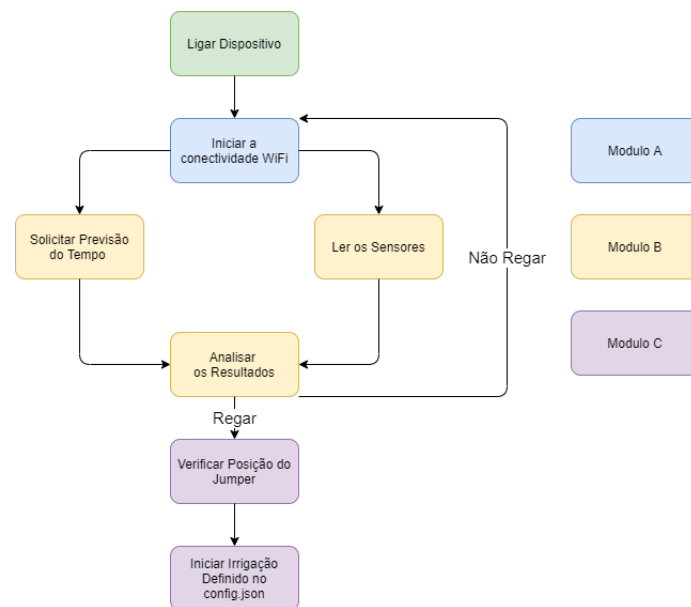 Ligar Dispositivo
Iniciar a
conectividade WiFi
Modulo A
Solicitar Previsão
do Tempo
Ler os Sensores
Não Regar
Modulo B
Analisar
os Resultados
Modulo C
Regar
Verificar Posição do
Jumper
Iniciar Irrigação
Definido no
config.json